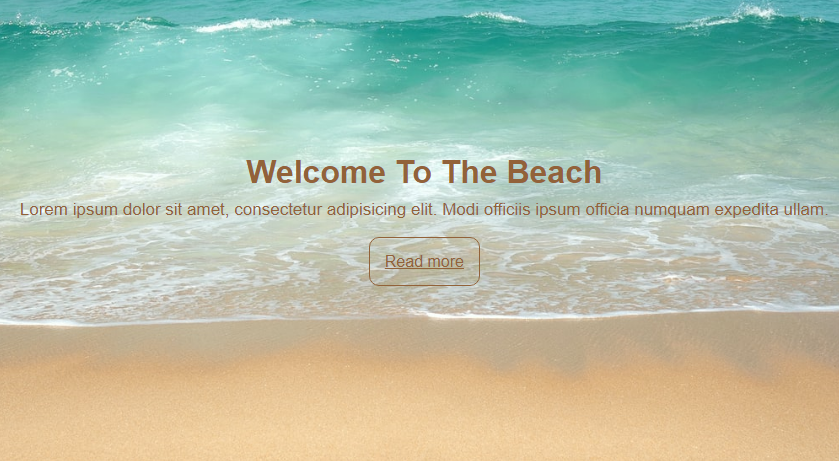 Welcome To The Beach
Lorem ipsum dolor sit amet, consectetur adipisicing elit. Modi officiis ipsum officia numquam expedita ullam.
Read more